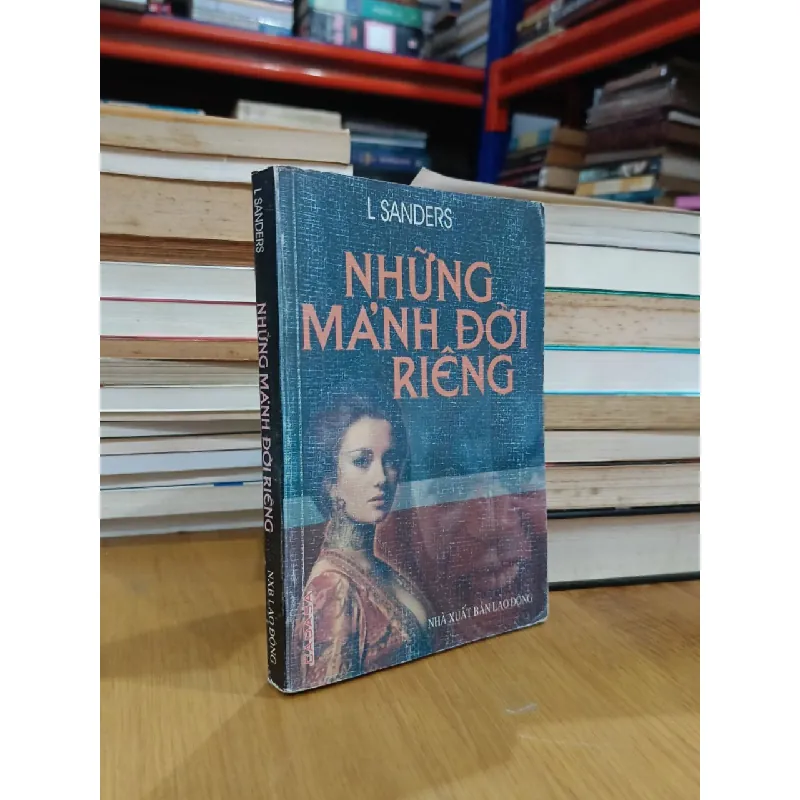 L SANDERS
NHỮNG
MẢNH ĐỜI
RIÊNG
NHÀ XUẤT BẢN LAO ĐỘNG
L SANDERS
NHỮNG MẢNH ĐỜI RIÊNG
NXB LAO ĐỘNG